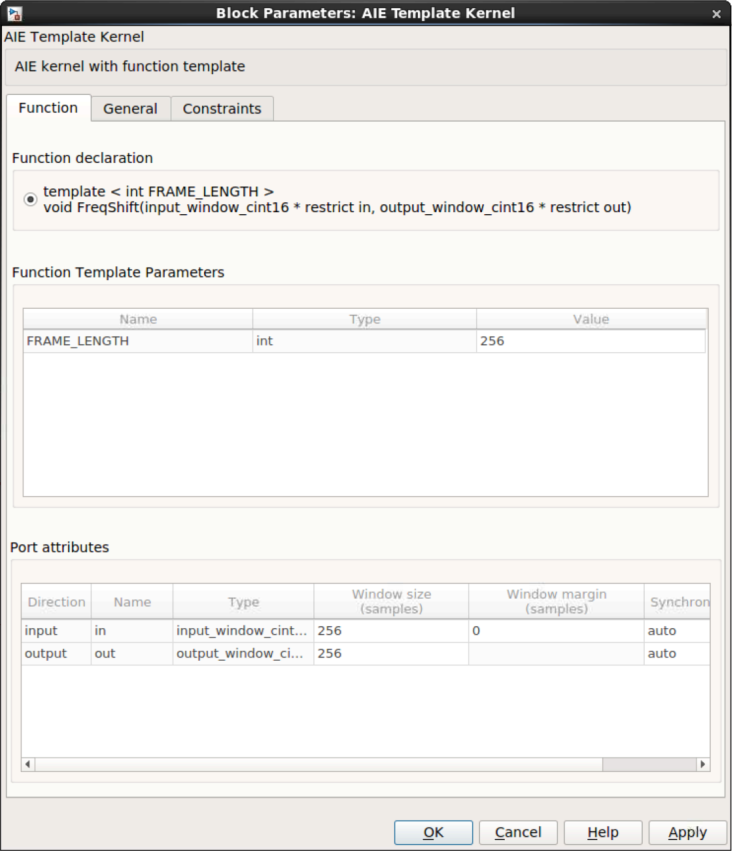 Block Parameters: AIE Template Kernel
AIE Template Kernel
AIE kernel with function template
Function General Constraints
Function declaration
template < int FRAME_LENGTH >
void FreqShift(input_window_cint16 * restrict in, output_window_cint16 * restrict out)
Function Template Parameters
Name Type Value
FRAME_LENGTH int 256
Port attributes
Direction Name Type Window size (samples) Window margin (samples) Synchron
input in input_window_cint... 256 0 auto
output out output_window_ci... 256 auto
OK Cancel Help Apply